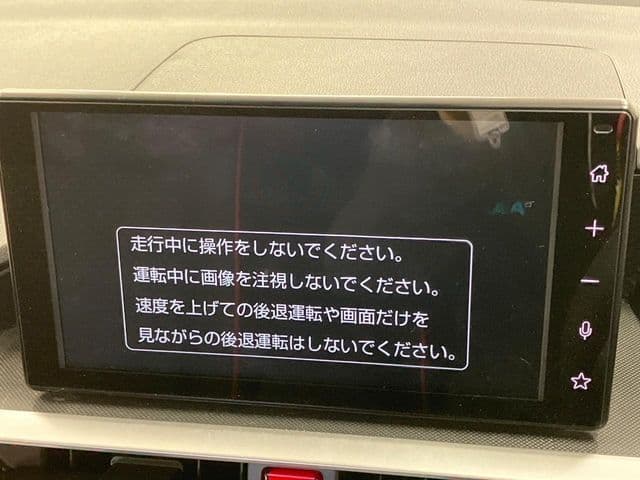 走行中に操作をしないでください。
運転中に画像を注視しないでください。
速度を上げての後退運転や画面だけを
見ながらの後退運転はしないでください。